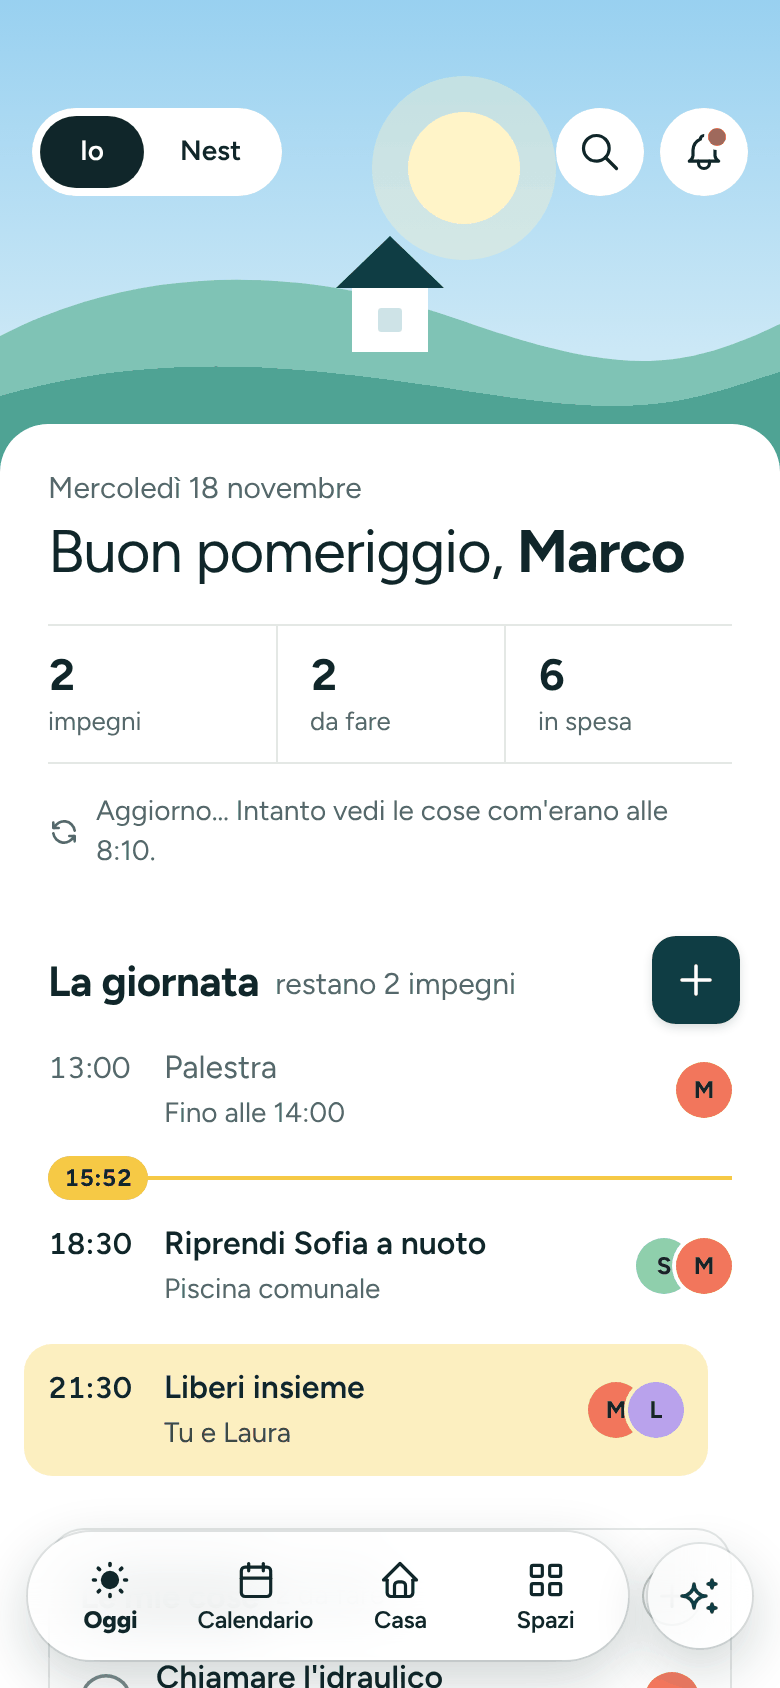 Io
Nest
Mercoledì 18 novembre
Buon pomeriggio, Marco
2
2
6
impegni
da fare
in spesa
Aggiorno... Intanto vedi le cose com'erano alle
8:10.
La giornata restano 2 impegni
13:00 Palestra
Fino alle 14:00
M
15:52
18:30 Riprendi Sofia a nuoto
Piscina comunale
S M
21:30 Liberi insieme
Tu e Laura
M L
Oggi
Calendario
Casa
Spazi
Chiamare l'idraulico